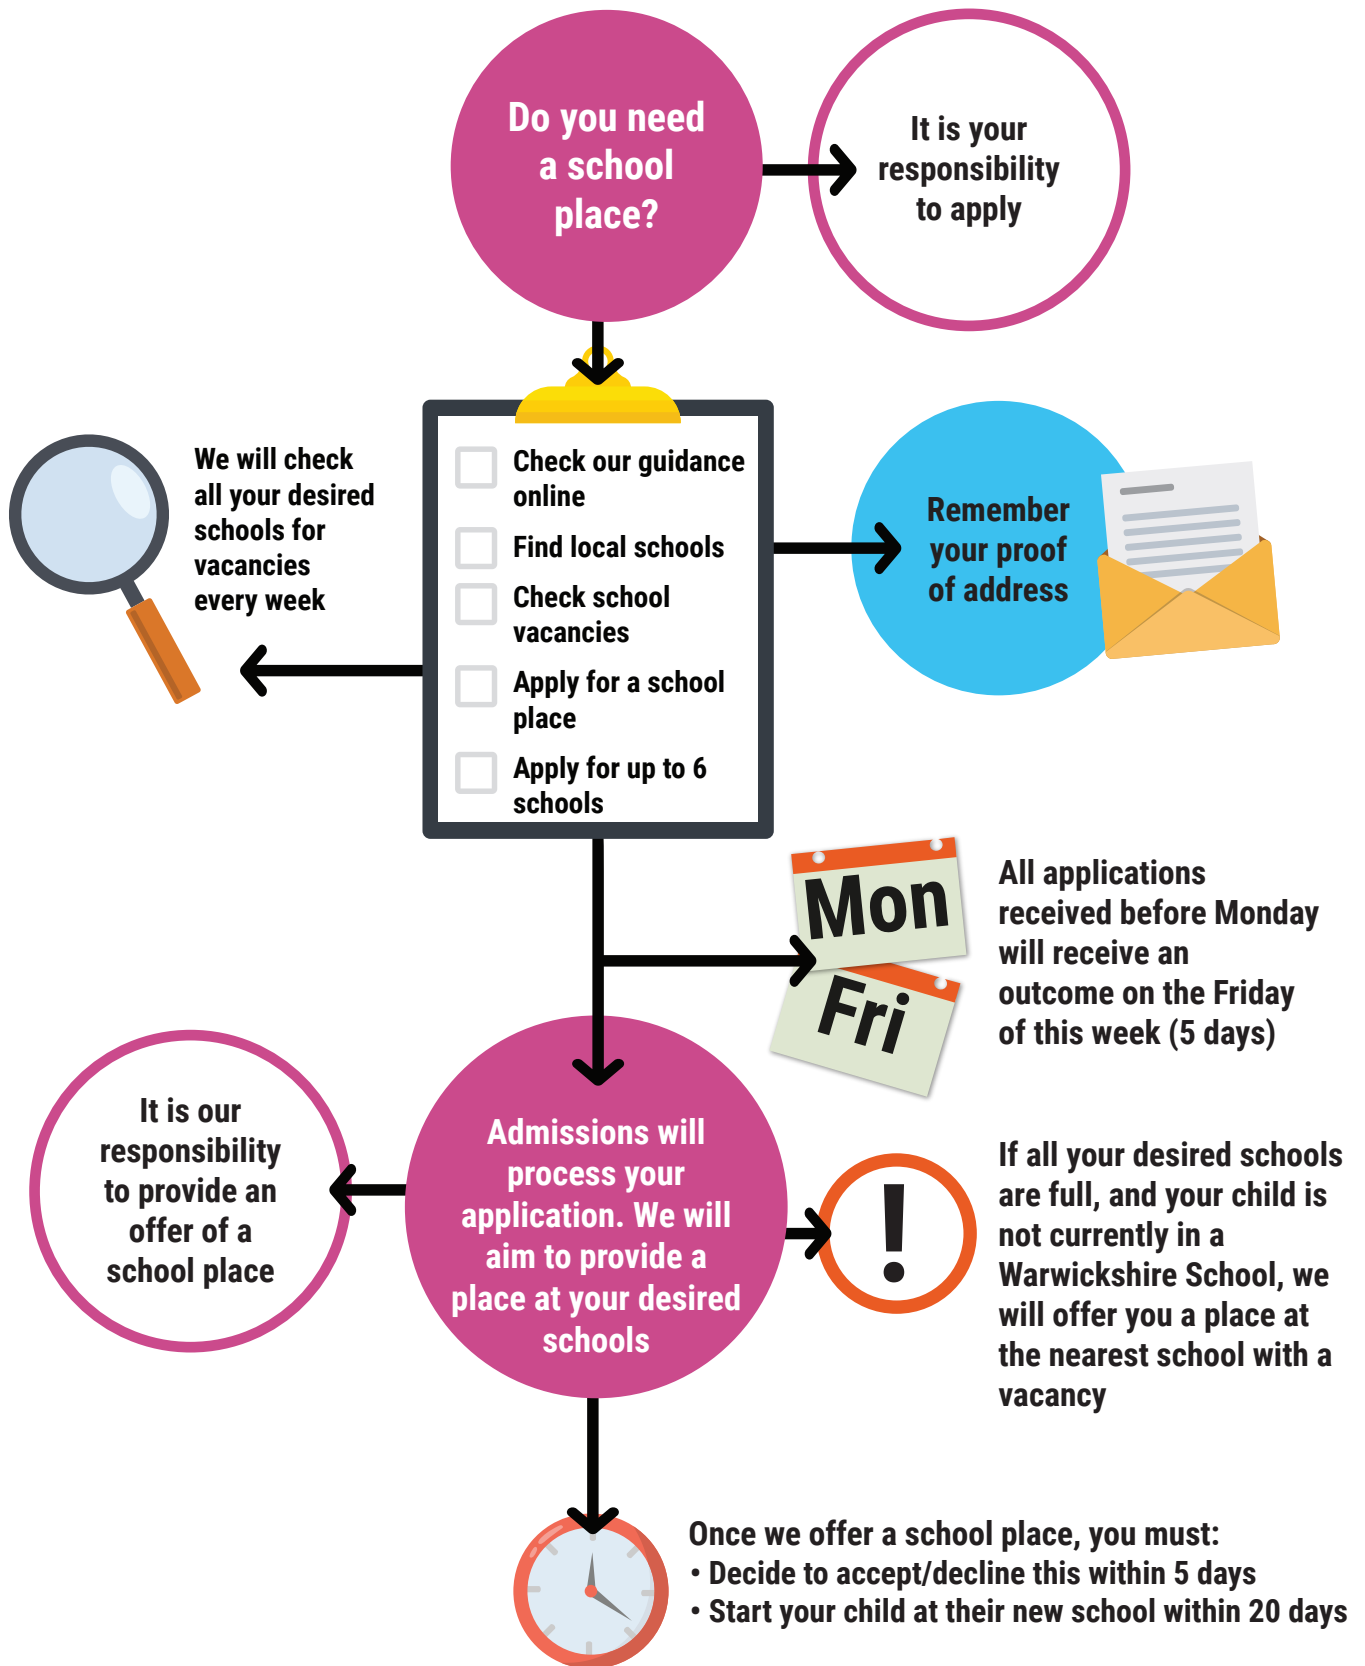 Do you need
a school
place?
It is your
responsibility
to apply
We will check
all your desired
schools for
vacancies
every week
Check our guidance
online
Find local schools
Check school
vacancies
Apply for a school
place
Apply for up to 6
schools
Remember
your proof
of address
Mon
Fri
All applications
received before Monday
will receive an
outcome on the Friday
of this week (5 days)
It is our
responsibility
to provide an
offer of a
school place
Admissions will
process your
application. We will
aim to provide a
place at your desired
schools
!
If all your desired schools
are full, and your child is
not currently in a
Warwickshire School, we
will offer you a place at
the nearest school with a
vacancy
Once we offer a school place, you must:
• Decide to accept/decline this within 5 days
• Start your child at their new school within 20 days